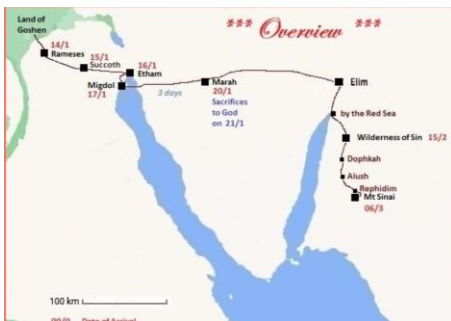 *** Overview ***
Land of
Goshen
14/1
Rameses
15/1
Succoth
16/1
Etham
Migdol
17/1
3 days
Marah
20/1
Sacrifices
to God
on 21/1
Elim
by the Red Sea
Wilderness of Sin 15/2
Dophkah
Alush
Rephidim
Mt Sinai
06/3
100 km